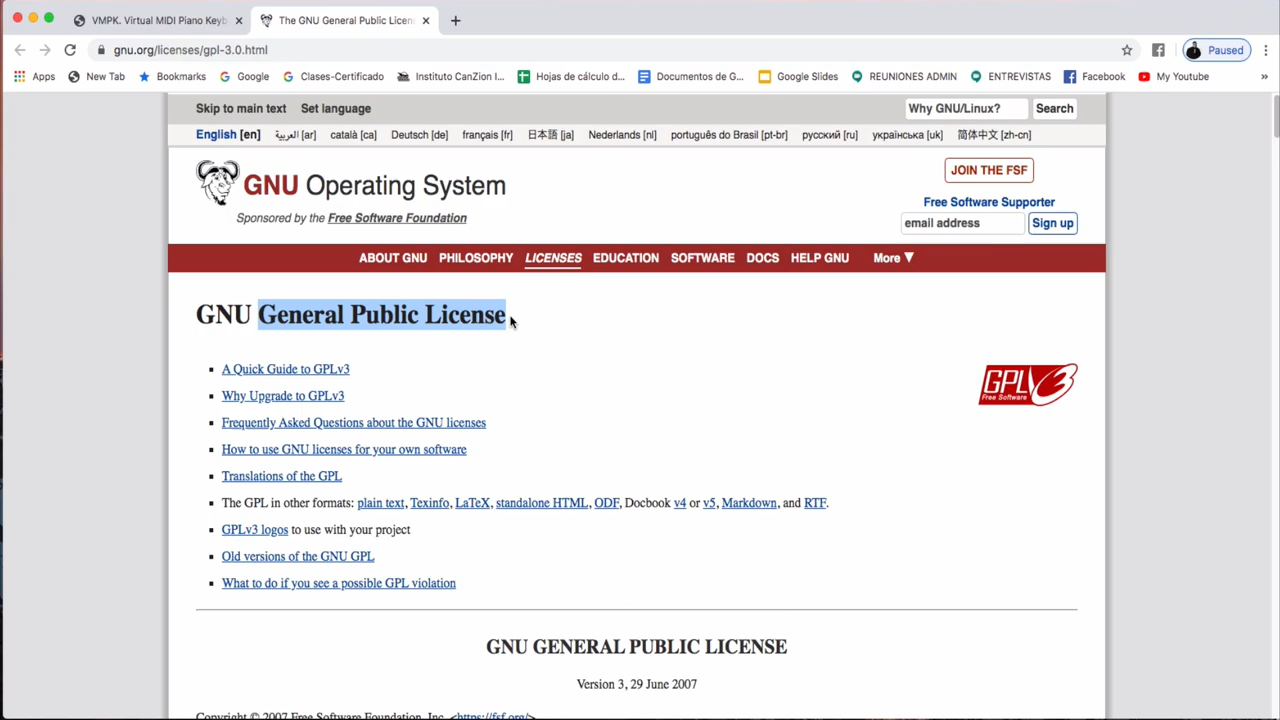 VMPK. Virtual MIDI Piano Keyb
The GNU General Public Licens
gnu.org/licenses/gpl-3.0.html
Paused
Apps
New Tab
Bookmarks
Google
Clases-Certificado
Instituto CanZion I...
Hojas de cálculo d...
Documentos de G...
Google Slides
REUNIONES ADMIN
ENTREVISTAS
Facebook
My Youtube
»
Skip to main text Set language
Why GNU/Linux? Search
English [en] العربية [ar] català [ca] Deutsch [de] français [fr] 日本語 [ja] Nederlands [nl] português do Brasil [pt-br] русский [ru] українська [uk] 简体中文 [zh-cn]
GNU Operating System
Sponsored by the Free Software Foundation
JOIN THE FSF
Free Software Supporter
email address Sign up
ABOUT GNU PHILOSOPHY LICENSES EDUCATION SOFTWARE DOCS HELP GNU More ▼
GNU General Public License
A Quick Guide to GPLv3
Why Upgrade to GPLv3
Frequently Asked Questions about the GNU licenses
How to use GNU licenses for your own software
Translations of the GPL
The GPL in other formats: plain text, Texinfo, LaTeX, standalone HTML, ODF, Docbook v4 or v5, Markdown, and RTF.
GPLv3 logos to use with your project
Old versions of the GNU GPL
What to do if you see a possible GPL violation
GPLv3
Free Software
GNU GENERAL PUBLIC LICENSE
Version 3, 29 June 2007
Copyright © 2007 Free Software Foundation, Inc. <https://fsf.org/>